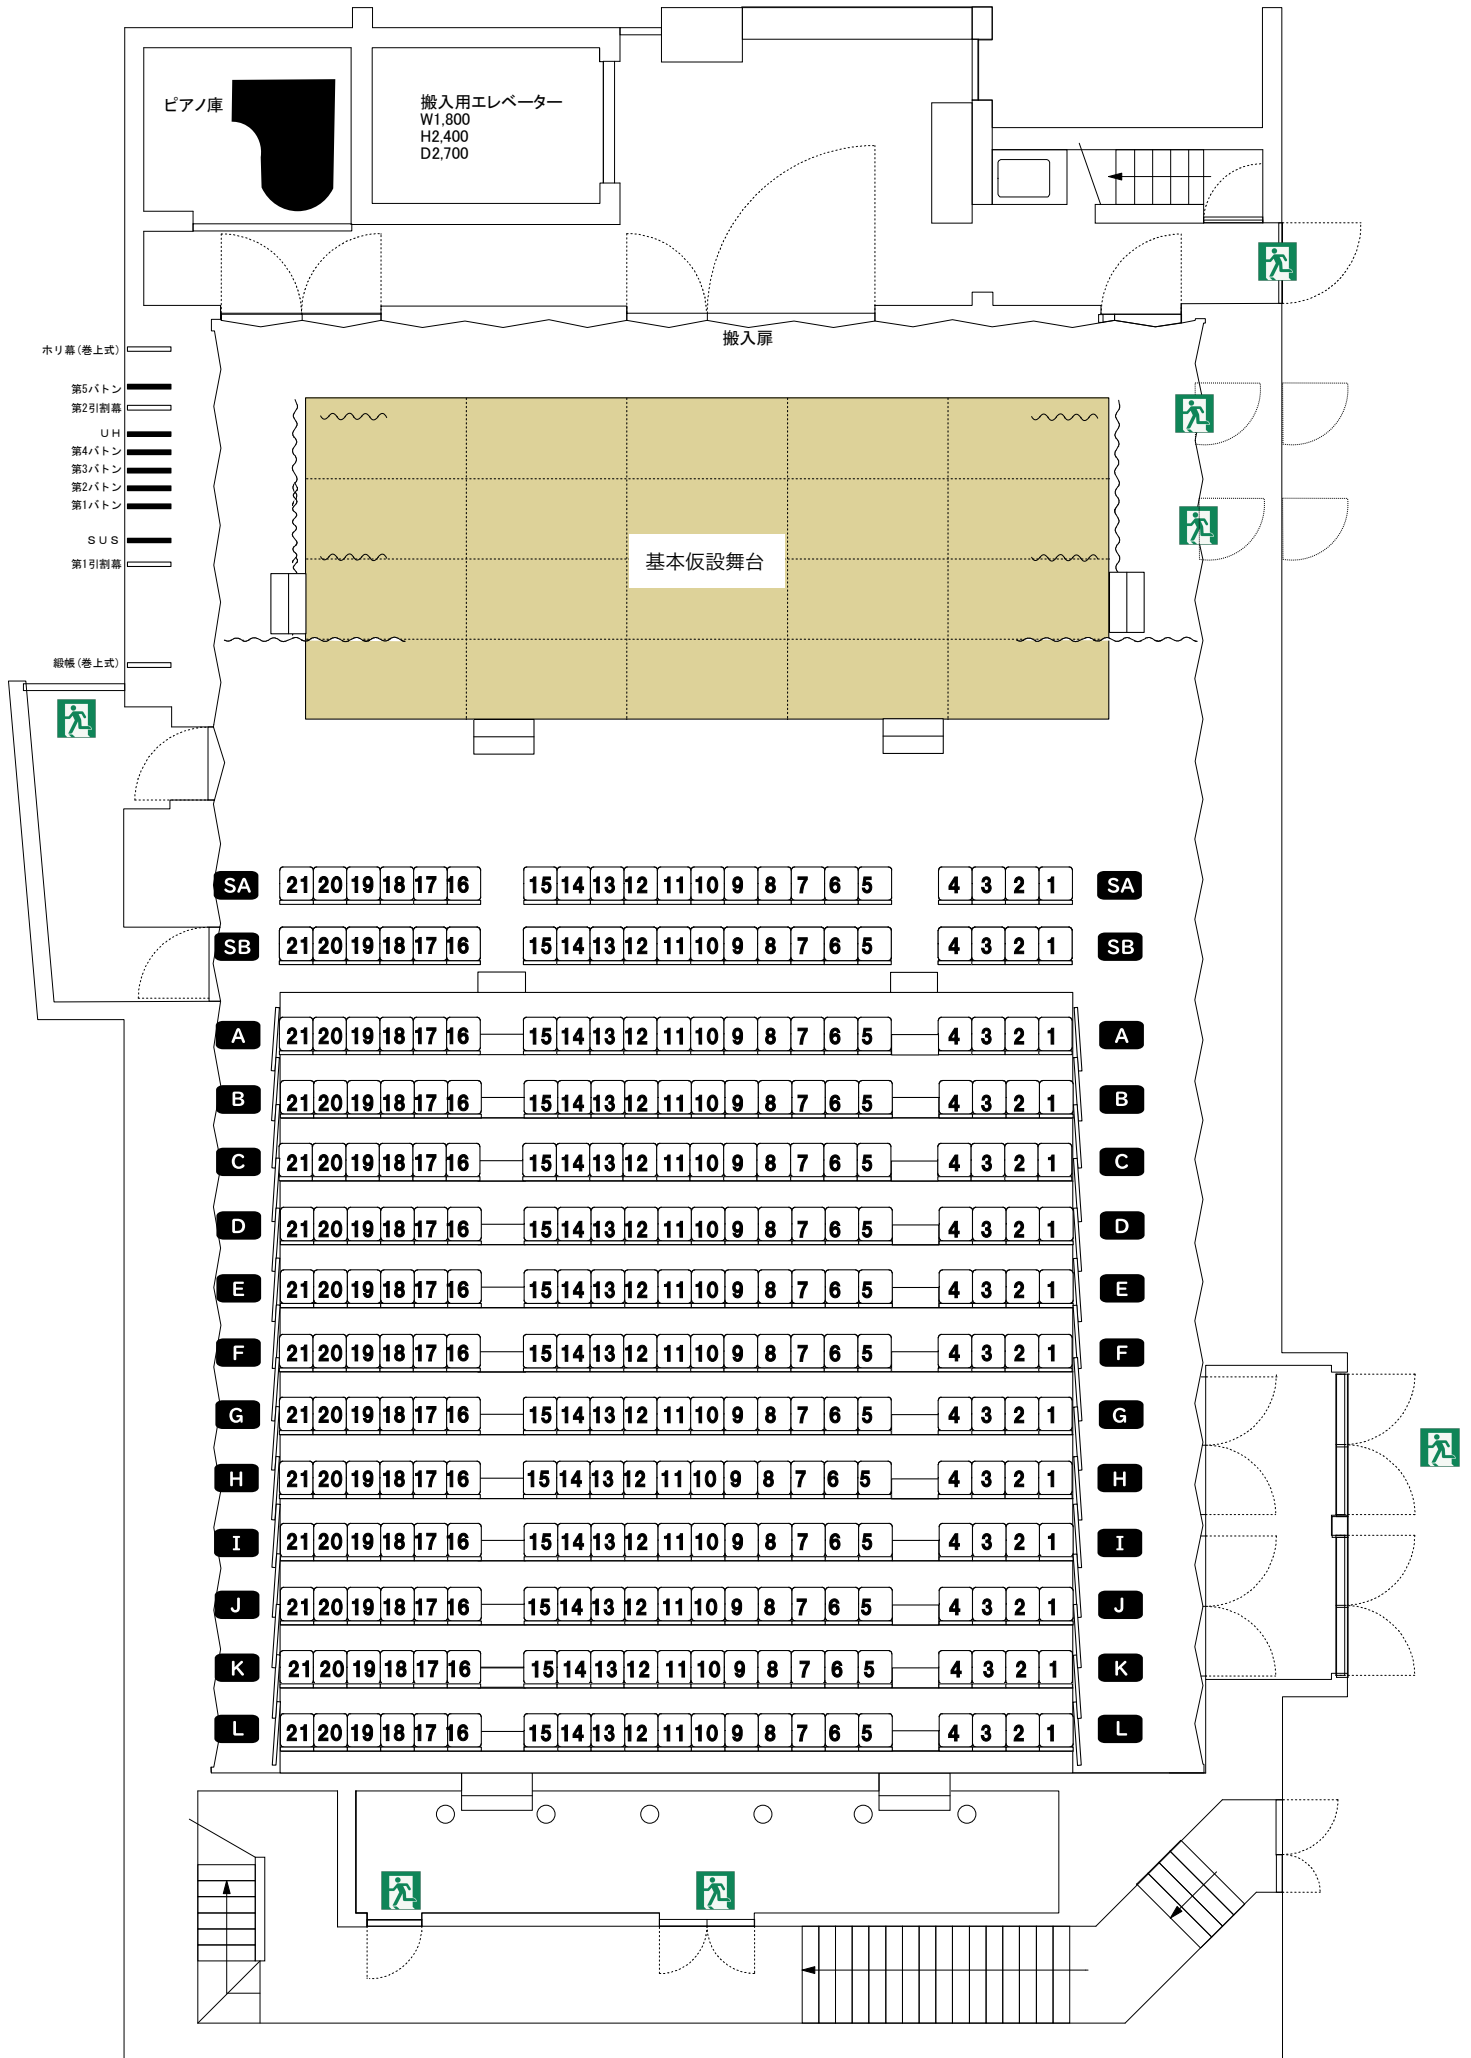 ピアノ庫
搬入用エレベーター
W1,800
H2,400
D2,700
搬入扉
ホリ幕(巻上式)
第5バトン
第2引割幕
UH
第4バトン
第3バトン
第2バトン
第1バトン
SUS
第1引割幕
緞帳(巻上式)
基本仮設舞台
SA 21 20 19 18 17 16 15 14 13 12 11 10 9 8 7 6 5 4 3 2 1 SA
SB 21 20 19 18 17 16 15 14 13 12 11 10 9 8 7 6 5 4 3 2 1 SB
A 21 20 19 18 17 16 15 14 13 12 11 10 9 8 7 6 5 4 3 2 1 A
B 21 20 19 18 17 16 15 14 13 12 11 10 9 8 7 6 5 4 3 2 1 B
C 21 20 19 18 17 16 15 14 13 12 11 10 9 8 7 6 5 4 3 2 1 C
D 21 20 19 18 17 16 15 14 13 12 11 10 9 8 7 6 5 4 3 2 1 D
E 21 20 19 18 17 16 15 14 13 12 11 10 9 8 7 6 5 4 3 2 1 E
F 21 20 19 18 17 16 15 14 13 12 11 10 9 8 7 6 5 4 3 2 1 F
G 21 20 19 18 17 16 15 14 13 12 11 10 9 8 7 6 5 4 3 2 1 G
H 21 20 19 18 17 16 15 14 13 12 11 10 9 8 7 6 5 4 3 2 1 H
I 21 20 19 18 17 16 15 14 13 12 11 10 9 8 7 6 5 4 3 2 1 I
J 21 20 19 18 17 16 15 14 13 12 11 10 9 8 7 6 5 4 3 2 1 J
K 21 20 19 18 17 16 15 14 13 12 11 10 9 8 7 6 5 4 3 2 1 K
L 21 20 19 18 17 16 15 14 13 12 11 10 9 8 7 6 5 4 3 2 1 L